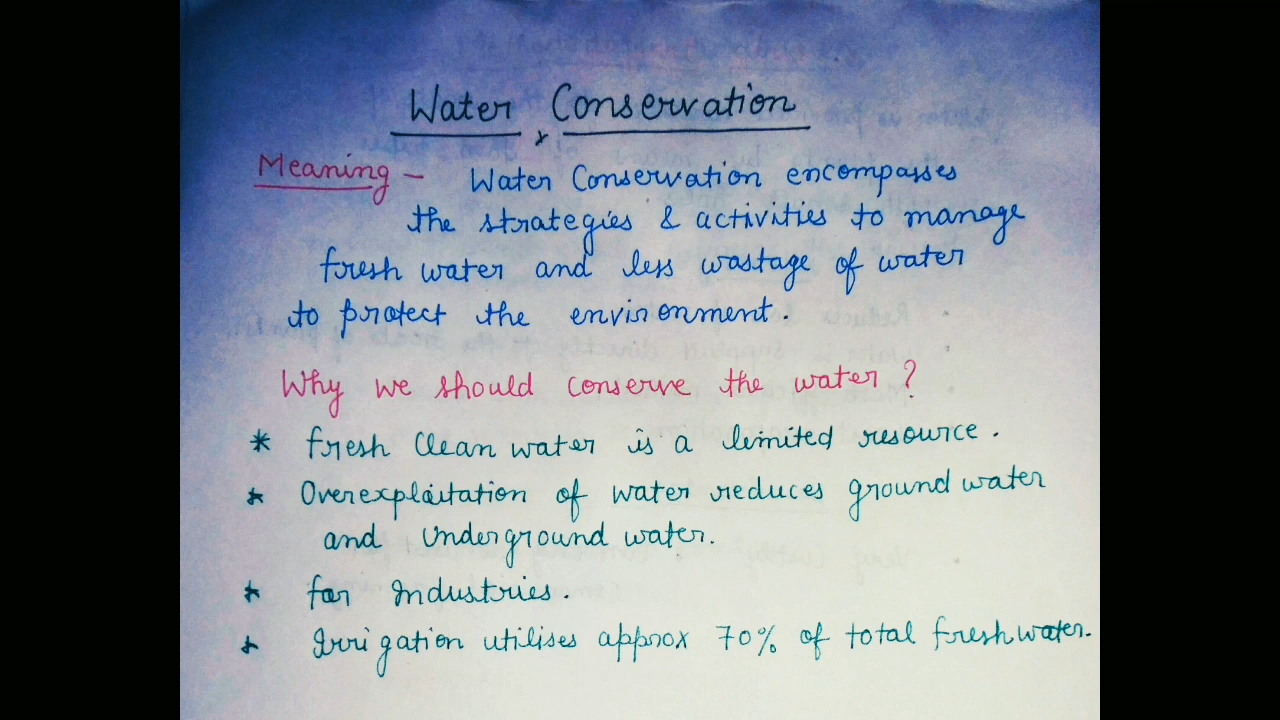 Water Conservation
Meaning - Water Conservation encompasses
the strategies & activities to manage
fresh water and less wastage of water
to protect the environment.
Why we should conserve the water?
* Fresh Clean water is a limited resource.
* Overexploitation of water reduces ground water
and Underground water.
* for Industries.
* Irrigation utilises approx 70% of total fresh water.